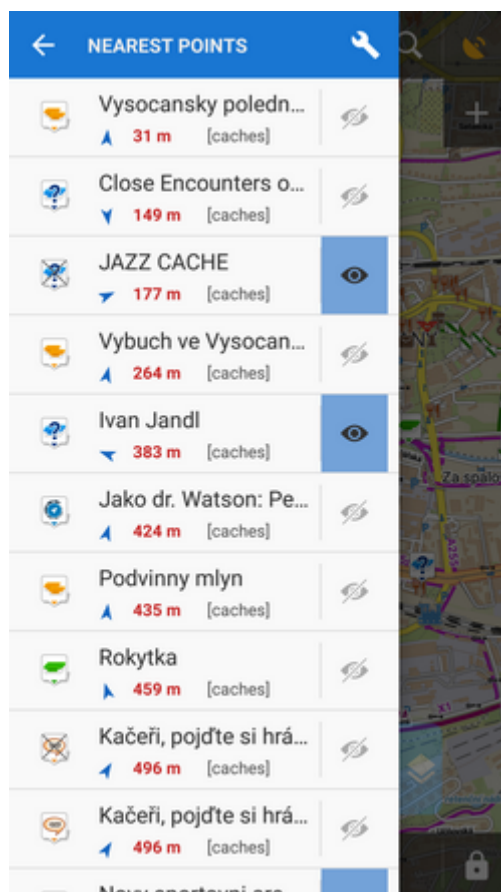 NEAREST POINTS
Vysocansky poledn...
31 m [caches]
Close Encounters o...
149 m [caches]
JAZZ CACHE
177 m [caches]
Vybuch ve Vysocan...
264 m [caches]
Ivan Jandl
383 m [caches]
Jako dr. Watson: Pe...
424 m [caches]
Podvinny mlyn
435 m [caches]
Rokytka
459 m [caches]
Kačeři, pojďte si hrá...
496 m [caches]
Kačeři, pojďte si hrá...
496 m [caches]
Za spalo
A255
X1